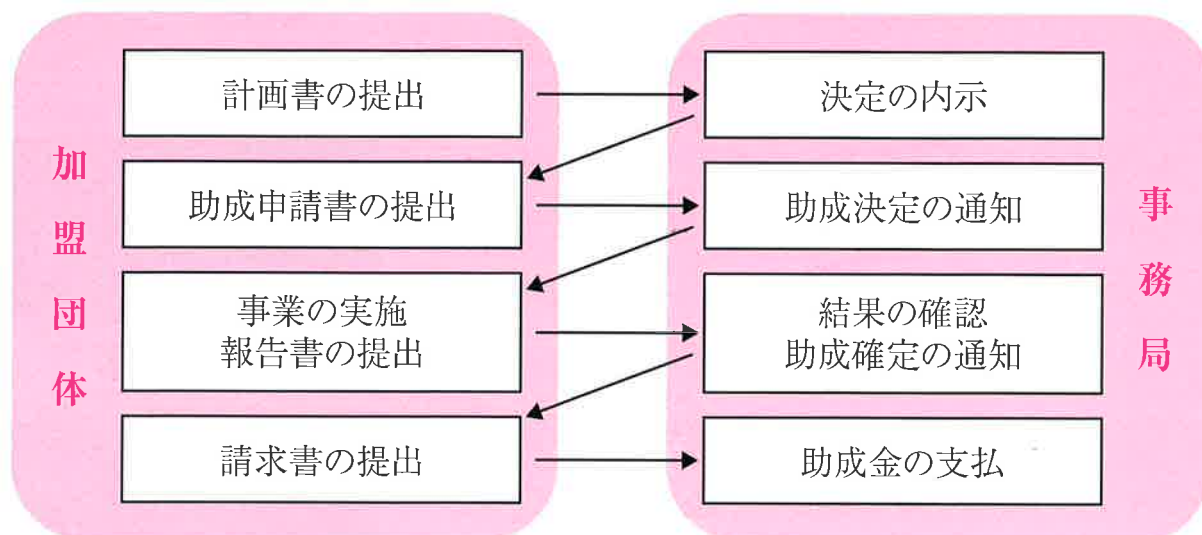 加盟団体
計画書の提出
助成申請書の提出
事業の実施
報告書の提出
請求書の提出
決定の内示
助成決定の通知
結果の確認
助成確定の通知
助成金の支払
事務局